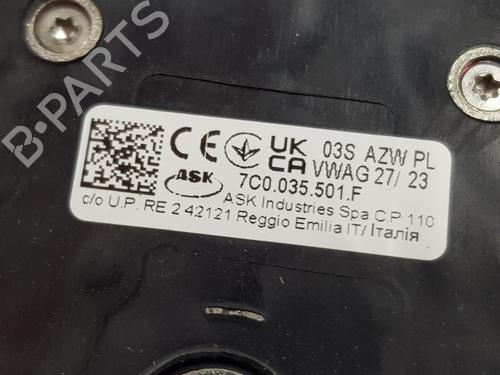 B-PARTS
CE UK CA 03S AZW PL
VWAG 27/ 23
ASK 7C0.035.501.F
ASK Industries Spa C.P 110
c/o U.P. RE 2 42121 Reggio Emilia IT/ Італія